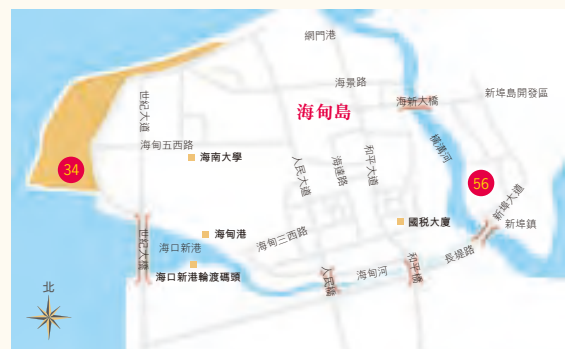 網門港
海景路
海新大橋
新埠島開發區
海甸島
世紀大道
海甸五西路
海南大學
34
人民大道
海達路
和平大道
橫溝河
56
新埠大道
新埠鎮
國税大廈
海甸港
海甸三西路
世紀大橋
海口新港
海口新港輪渡碼頭
人民橋
海甸河
和平橋
長堤路
北